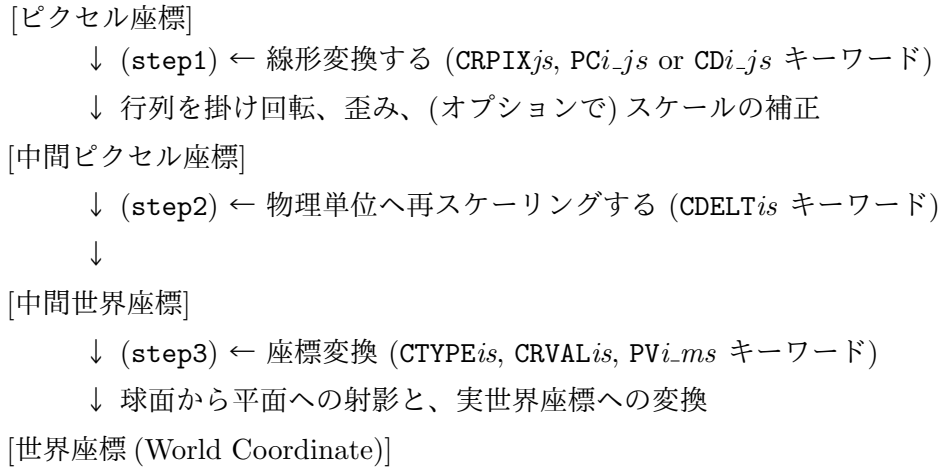 [ピクセル座標]
↓ (step1) ← 線形変換する (CRPIXjs, PCi_js or CDi_js キーワード)
↓ 行列を掛け回転、歪み、(オプションで) スケールの補正
[中間ピクセル座標]
↓ (step2) ← 物理単位へ再スケーリングする (CDELTis キーワード)
↓
[中間世界座標]
↓ (step3) ← 座標変換 (CTYPEis, CRVALis, PVi_ms キーワード)
↓ 球面から平面への射影と、実世界座標への変換
[世界座標 (World Coordinate)]